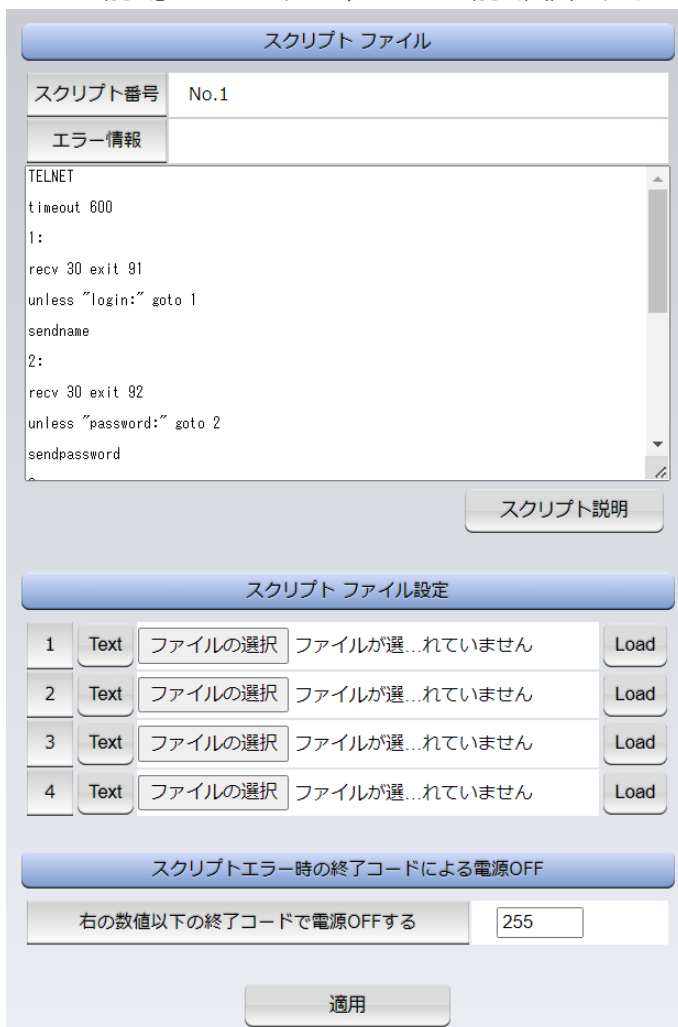 スクリプト ファイル
スクリプト番号 No.1
エラー情報
TELNET
timeout 600
1:
recv 30 exit 91
unless "login:" goto 1
sendname
2:
recv 30 exit 92
unless "password:" goto 2
sendpassword
スクリプト説明
スクリプト ファイル設定
1 Text ファイルの選択 ファイルが選...れていません Load
2 Text ファイルの選択 ファイルが選...れていません Load
3 Text ファイルの選択 ファイルが選...れていません Load
4 Text ファイルの選択 ファイルが選...れていません Load
スクリプトエラー時の終了コードによる電源OFF
右の数値以下の終了コードで電源OFFする 255
適用